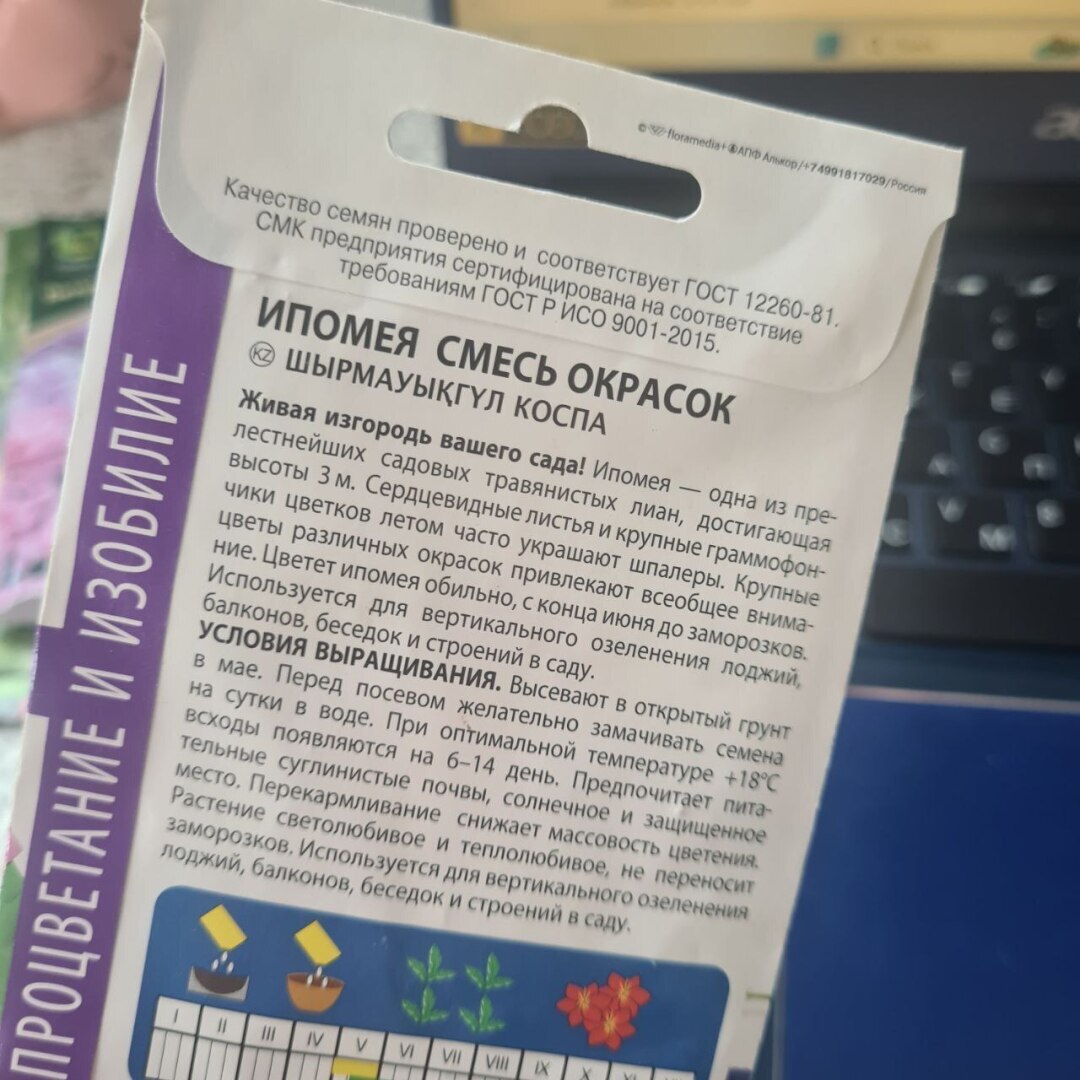 © floramedia+®АПФ Алькор/+74991817029/Россия
Качество семян проверено и соответствует ГОСТ 12260-81.
СМК предприятия сертифицирована на соответствие
требованиям ГОСТ Р ИСО 9001-2015.
ИПОМЕЯ СМЕСЬ ОКРАСОК
KZ ШЫРМАУЫҚГҮЛ КОСПА
Живая изгородь вашего сада! Ипомея — одна из пре-
лестнейших садовых травянистых лиан, достигающая
высоты 3 м. Сердцевидные листья и крупные граммофон-
чики цветков летом часто украшают шпалеры. Крупные
цветы различных окрасок привлекают всеобщее внима-
ние. Цветет ипомея обильно, с конца июня до заморозков.
Используется для вертикального озеленения лоджий,
балконов, беседок и строений в саду.
УСЛОВИЯ ВЫРАЩИВАНИЯ. Высевают в открытый грунт
в мае. Перед посевом желательно замачивать семена
на сутки в воде. При оптимальной температуре +18°С
всходы появляются на 6–14 день. Предпочитает пита-
тельные суглинистые почвы, солнечное и защищенное
место. Перекармливание снижает массовость цветения.
Растение светолюбивое и теплолюбивое, не переносит
заморозков. Используется для вертикального озеленения
лоджий, балконов, беседок и строений в саду.
I II III IV V VI VII VIII IX X XI XII
ПРОЦВЕТАНИЕ И ИЗОБИЛИЕ